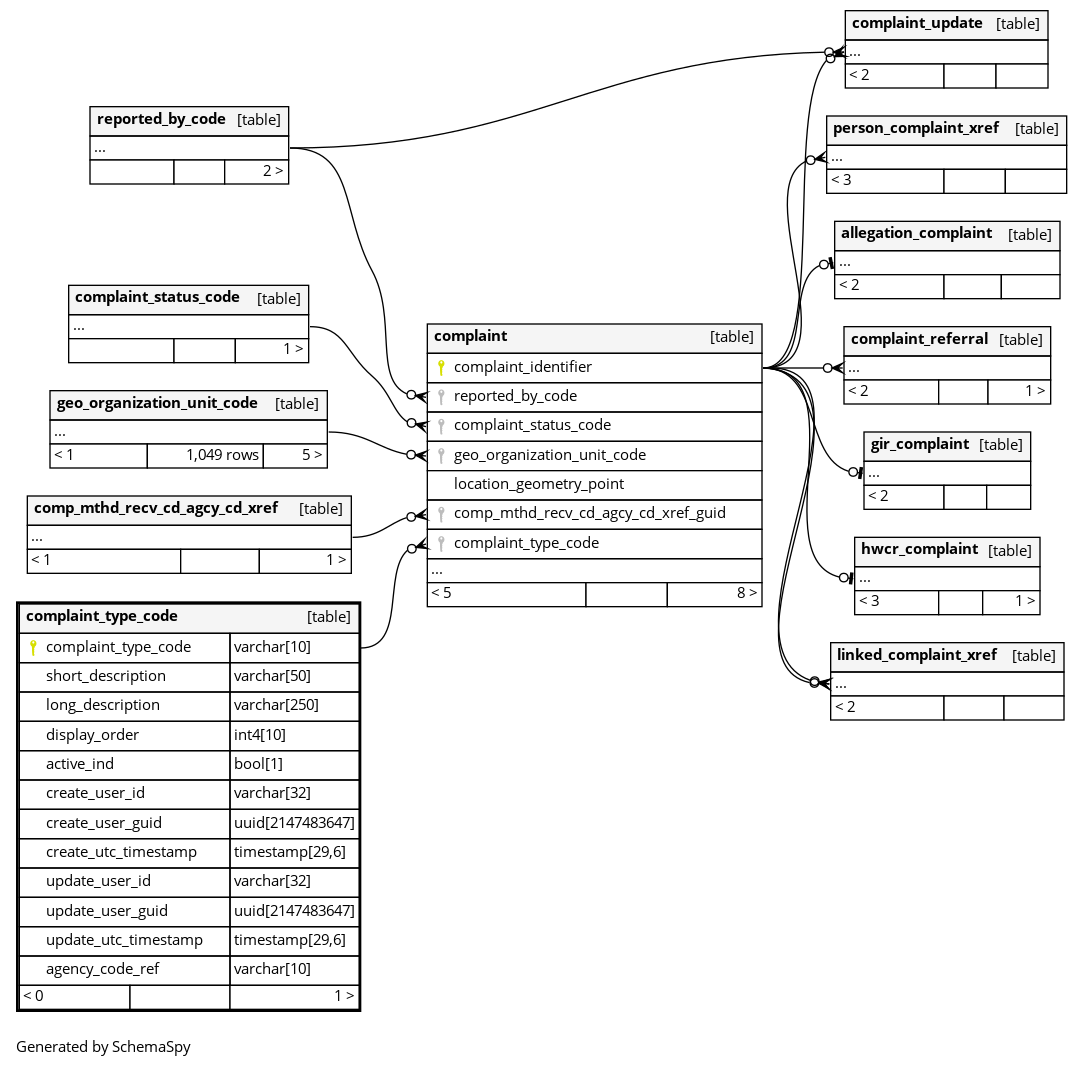 complaint_update [table]
...
< 2
reported_by_code [table]
...
2 >
person_complaint_xref [table]
...
< 3
allegation_complaint [table]
...
< 2
complaint_status_code [table]
...
1 >
complaint [table]
complaint_identifier
reported_by_code
complaint_status_code
geo_organization_unit_code
location_geometry_point
comp_mthd_recv_cd_agcy_cd_xref_guid
complaint_type_code
...
< 5 8 >
complaint_referral [table]
...
< 2 1 >
geo_organization_unit_code [table]
...
< 1 1,049 rows 5 >
gir_complaint [table]
...
< 2
comp_mthd_recv_cd_agcy_cd_xref [table]
...
< 1 1 >
hwcr_complaint [table]
...
< 3 1 >
linked_complaint_xref [table]
...
< 2
complaint_type_code [table]
complaint_type_code varchar[10]
short_description varchar[50]
long_description varchar[250]
display_order int4[10]
active_ind bool[1]
create_user_id varchar[32]
create_user_guid uuid[2147483647]
create_utc_timestamp timestamp[29,6]
update_user_id varchar[32]
update_user_guid uuid[2147483647]
update_utc_timestamp timestamp[29,6]
agency_code_ref varchar[10]
< 0 1 >
Generated by SchemaSpy